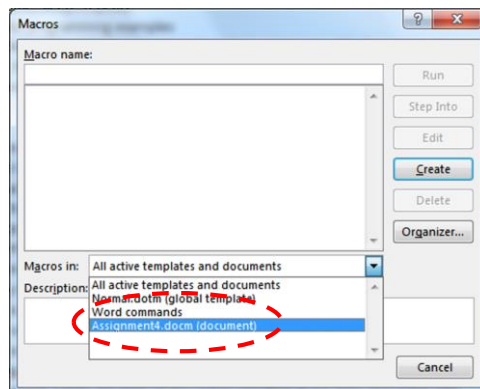 Macros
Macro name:
Run
Step Into
Edit
Create
Delete
Organizer...
Macros in: All active templates and documents
Description:
All active templates and documents
Normal.dotm (global template)
Word commands
Assignment4.docm (document)
Cancel